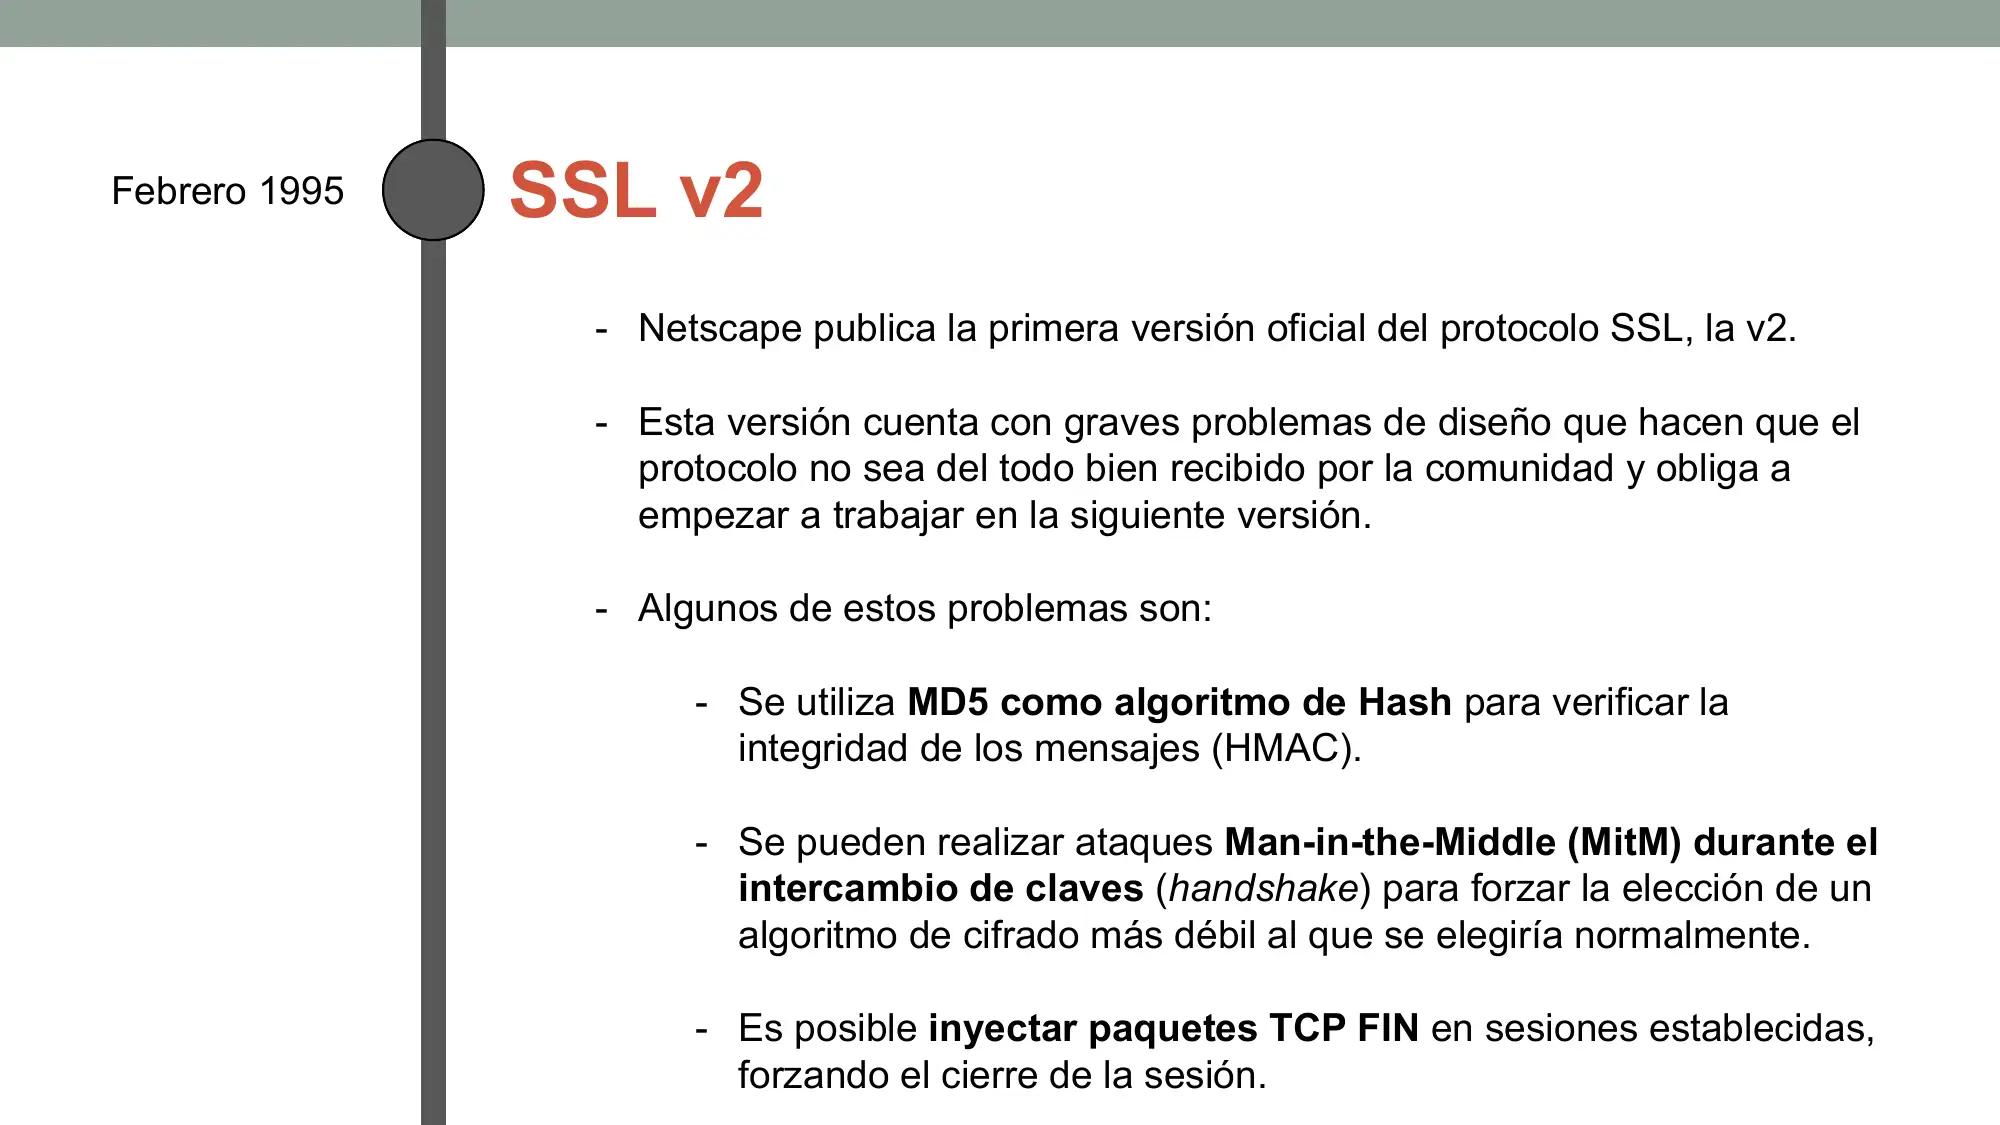 Febrero 1995
SSL v2
- Netscape publica la primera versión oficial del protocolo SSL, la v2.
- Esta versión cuenta con graves problemas de diseño que hacen que el
protocolo no sea del todo bien recibido por la comunidad y obliga a
empezar a trabajar en la siguiente versión.
- Algunos de estos problemas son:
- Se utiliza MD5 como algoritmo de Hash para verificar la
integridad de los mensajes (HMAC).
- Se pueden realizar ataques Man-in-the-Middle (MitM) durante el
intercambio de claves (handshake) para forzar la elección de un
algoritmo de cifrado más débil al que se elegiría normalmente.
- Es posible inyectar paquetes TCP FIN en sesiones establecidas,
forzando el cierre de la sesión.